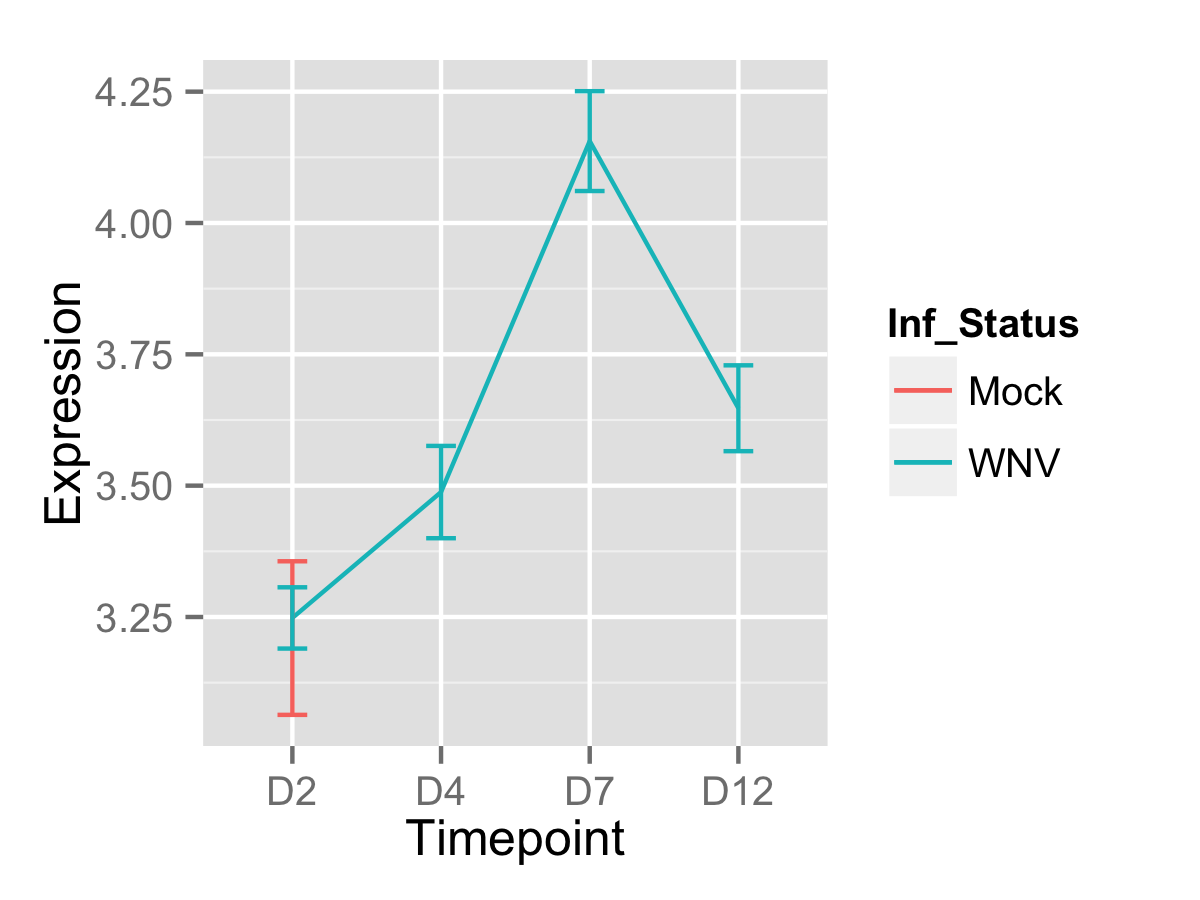 Expression
4.25
4.00
3.75
3.50
3.25
D2 D4 D7 D12
Timepoint
Inf_Status
Mock
WNV